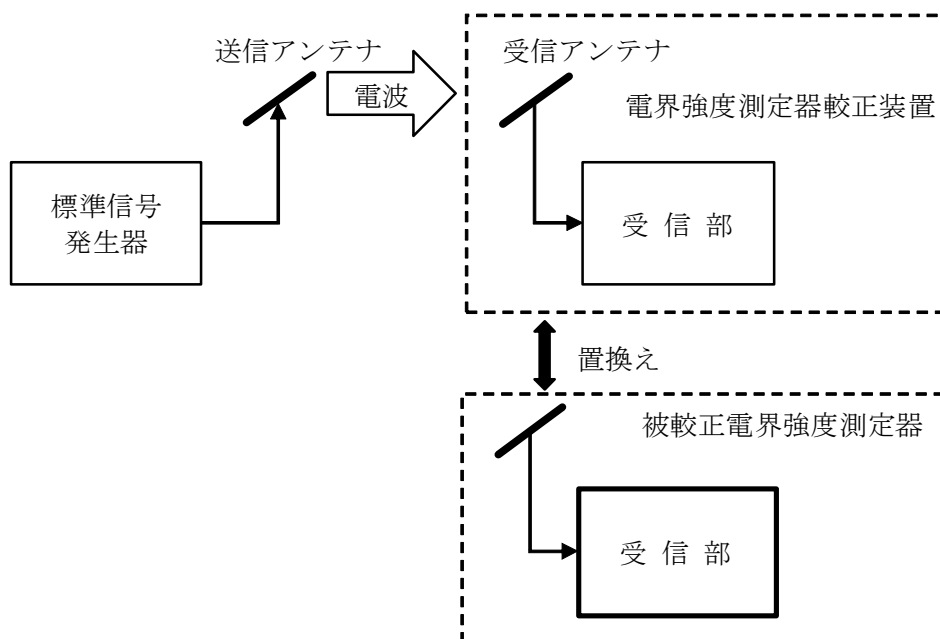 送信アンテナ
電波
受信アンテナ
電界強度測定器較正装置
標準信号
発生器
受 信 部
置換え
被較正電界強度測定器
受 信 部